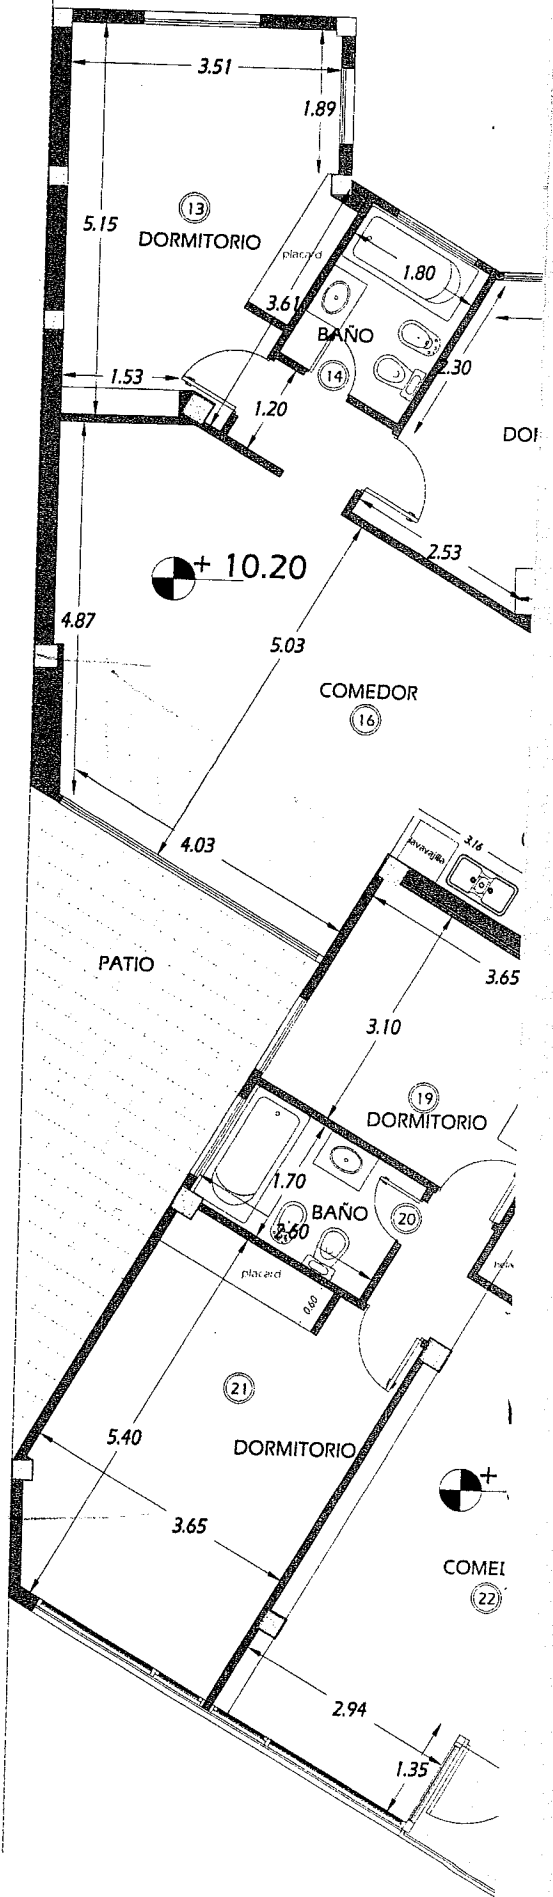 3.51
1.89
13
5.15
DORMITORIO
placard
1.80
3.61
BAÑO
14
2.30
1.53
1.20
DOR
2.53
+ 10.20
4.87
5.03
COMEDOR
16
3.16
lavavajilla
4.03
PATIO
3.65
3.10
19
DORMITORIO
1.70
BAÑO
20
2.60
placard
0.60
21
5.40
DORMITORIO
3.65
+
COMED
22
2.94
1.35